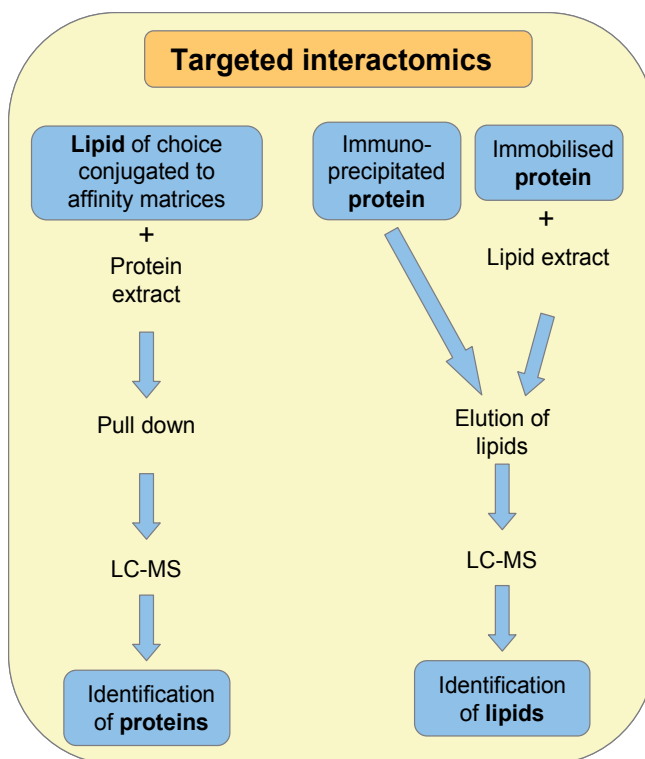 Targeted interactomics
Lipid of choice
conjugated to
affinity matrices
+
Protein
extract
Pull down
LC-MS
Identification
of proteins
Immuno-
precipitated
protein
Immobilised
protein
+
Lipid extract
Elution of
lipids
LC-MS
Identification
of lipids